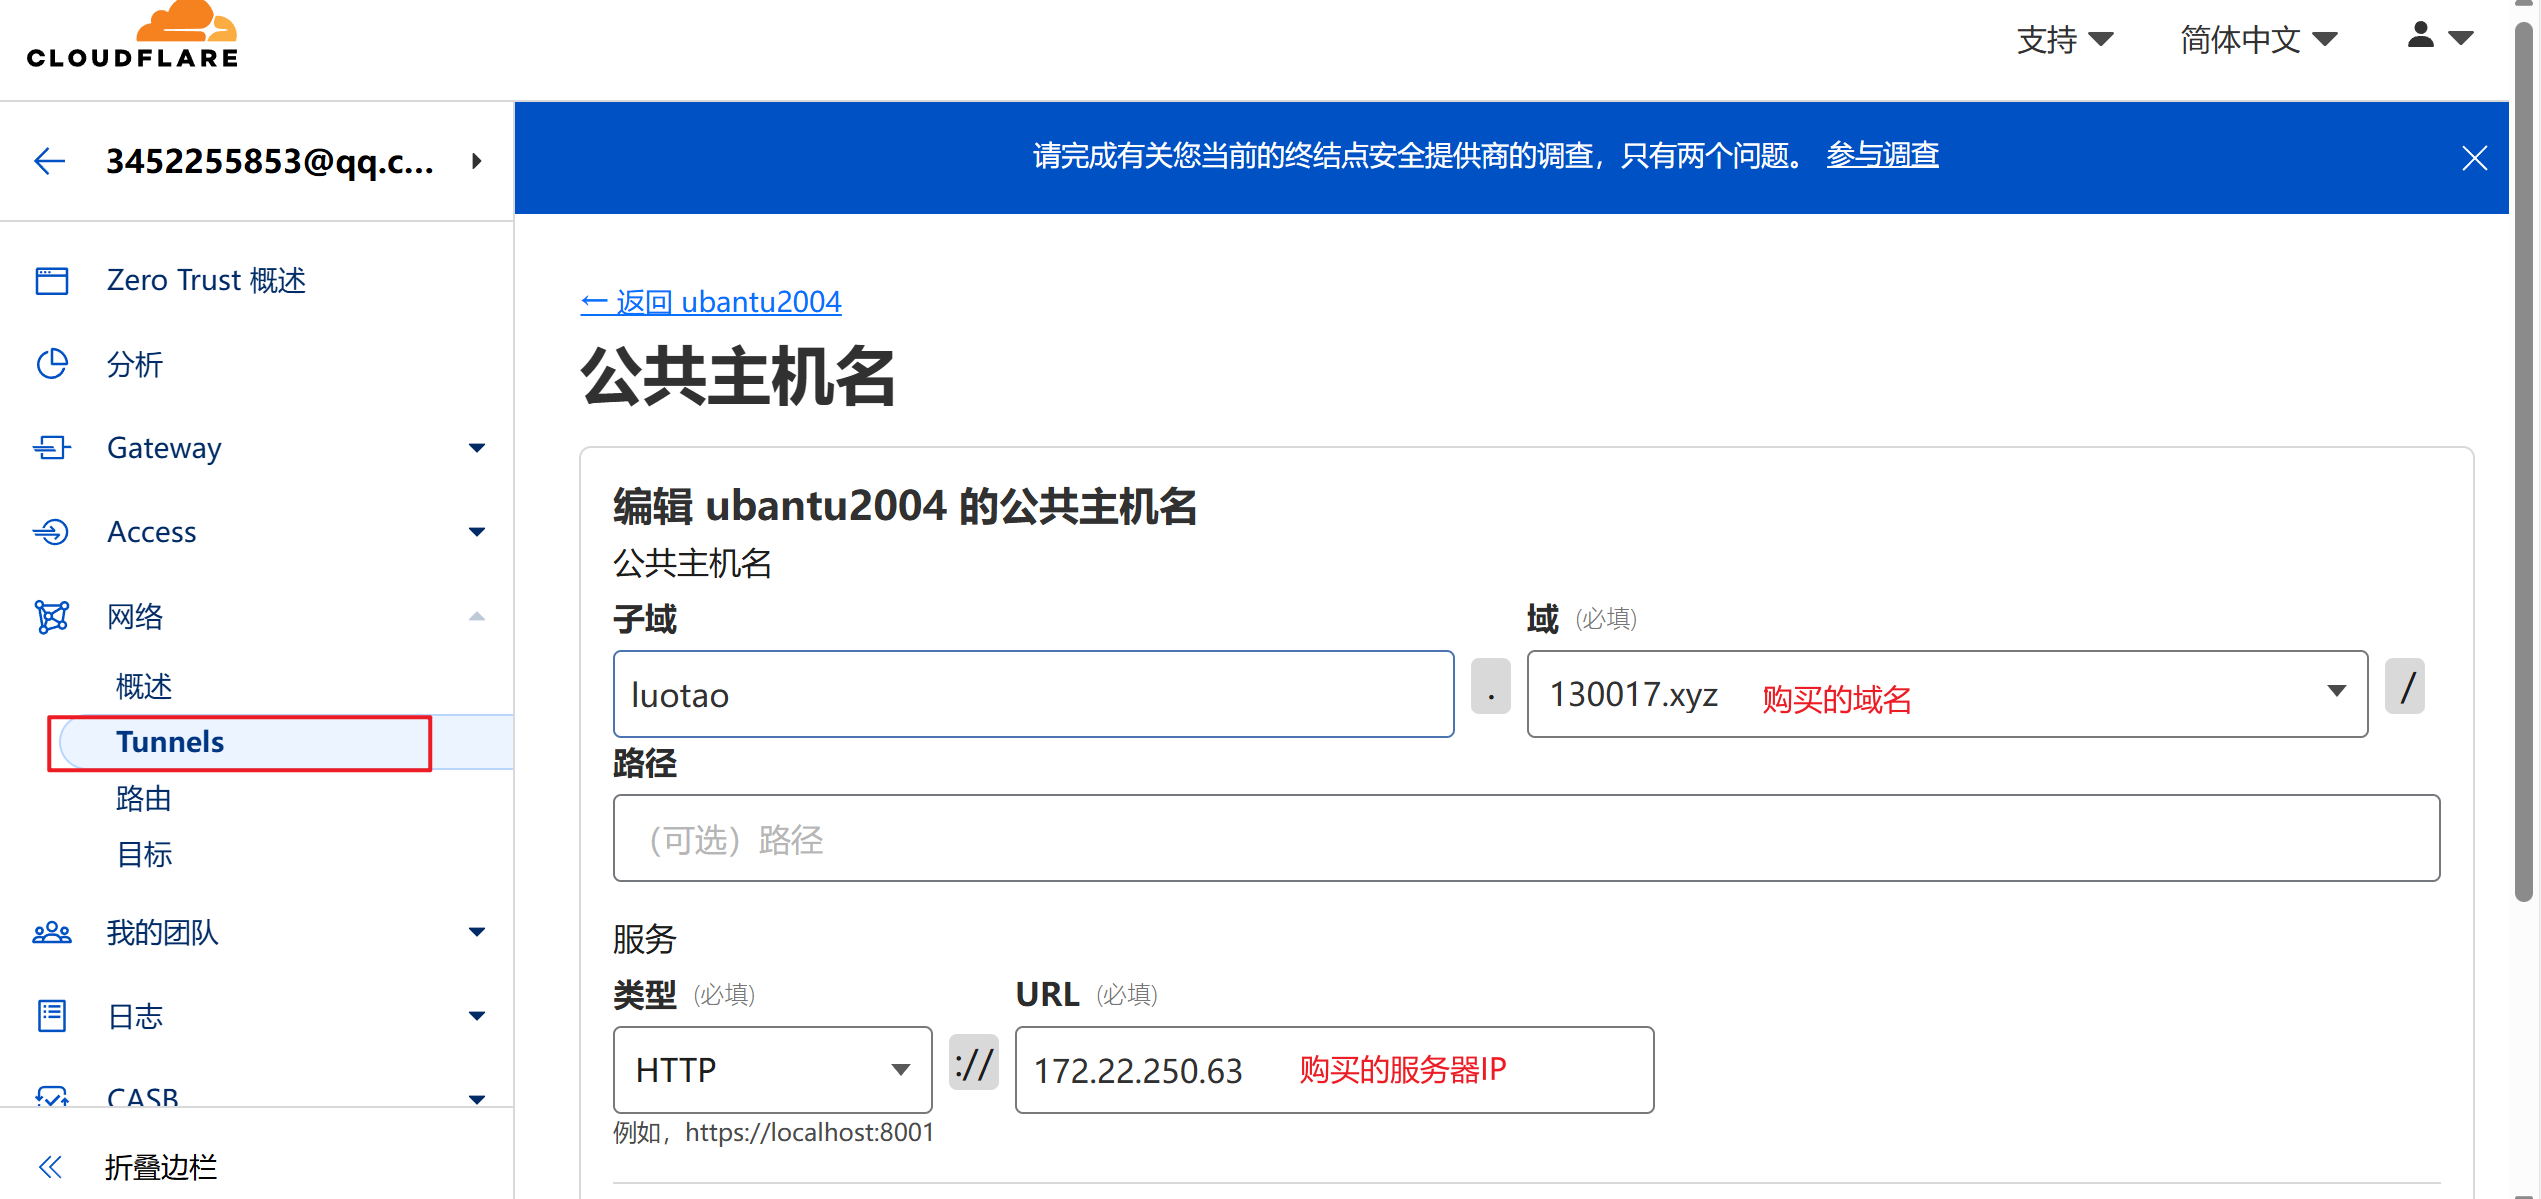 CLOUDFLARE
支持
简体中文
3452255853@qq.c...
请完成有关您当前的终结点安全提供商的调查，只有两个问题。 参与调查
Zero Trust 概述
分析
Gateway
Access
网络
概述
Tunnels
路由
目标
我的团队
日志
CASB
折叠边栏
← 返回 ubantu2004
公共主机名
编辑 ubantu2004 的公共主机名
公共主机名
子域
域 (必填)
luotao
.
130017.xyz 购买的域名
/
路径
（可选）路径
服务
类型 (必填)
URL (必填)
HTTP
://
172.22.250.63 购买的服务器IP
例如，https://localhost:8001